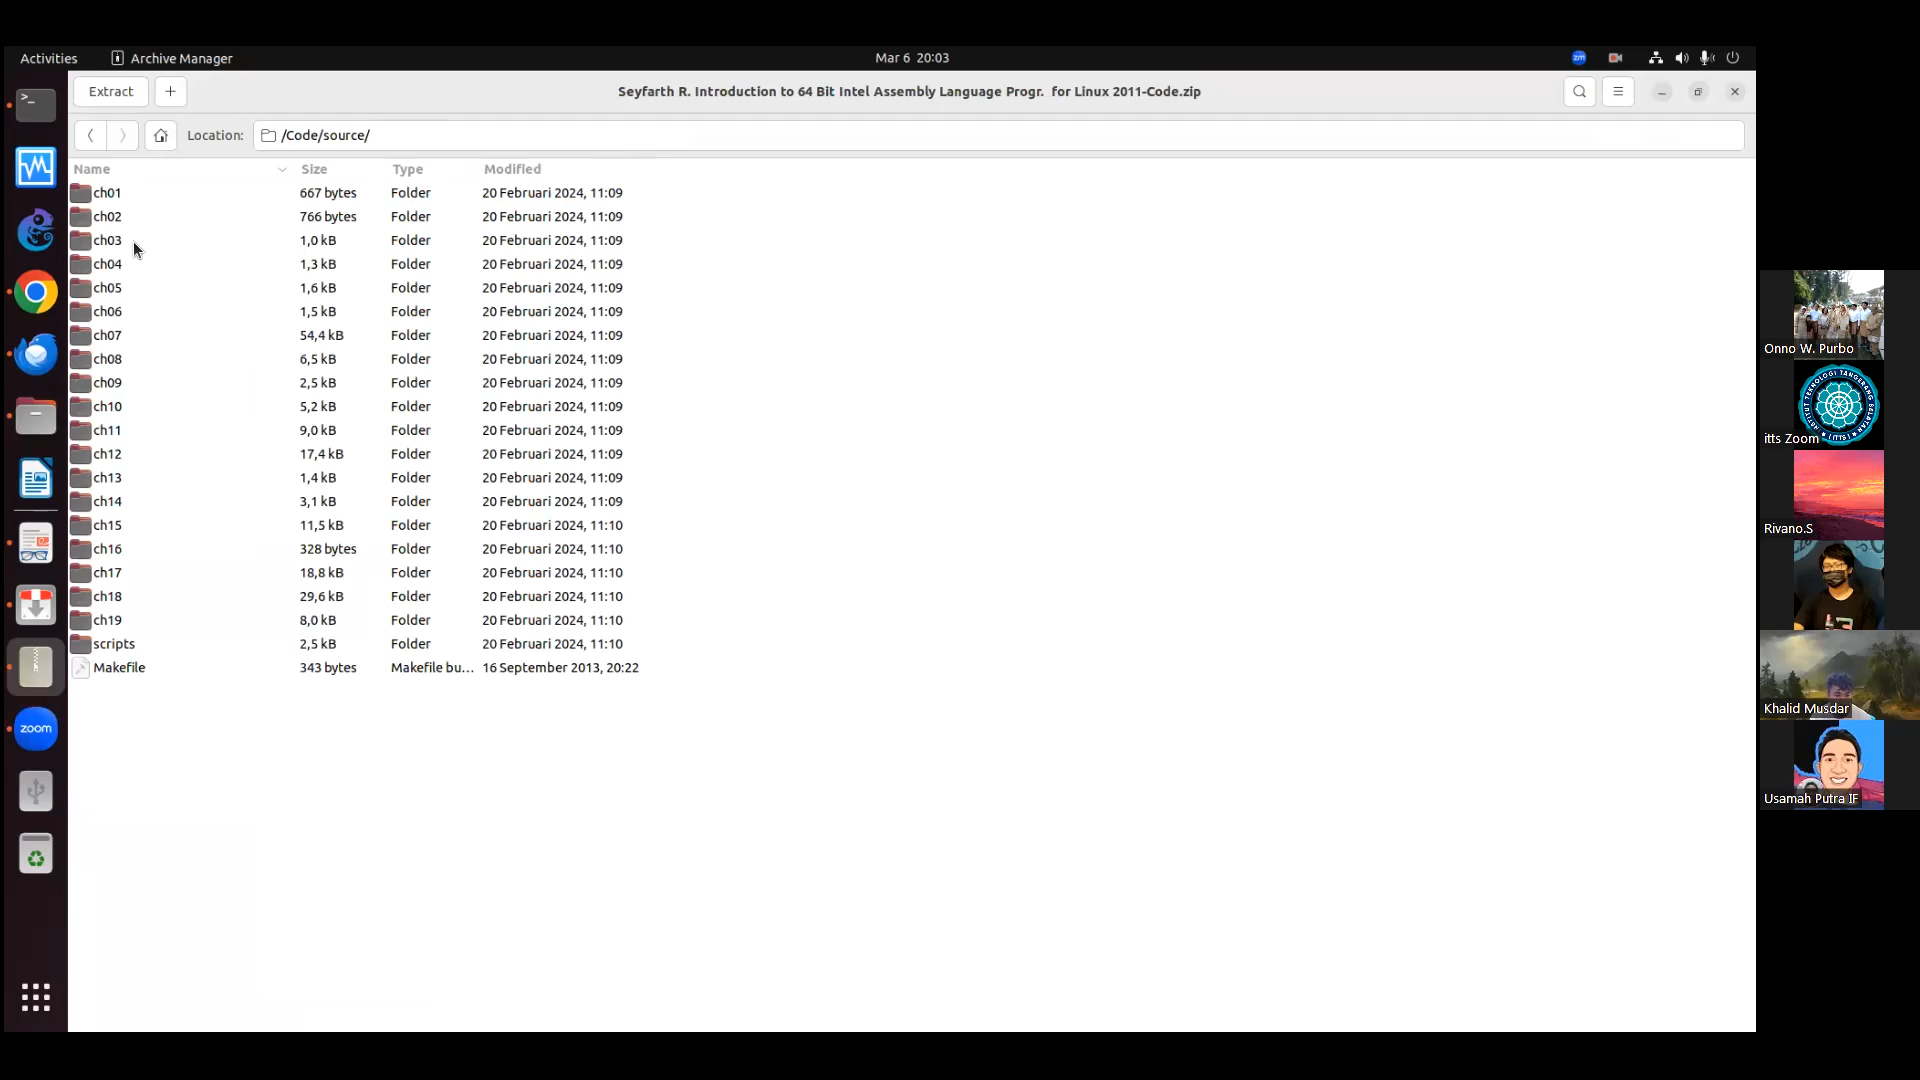 Activities
Archive Manager
Mar 6 20:03
zm
Extract
+
Seyfarth R. Introduction to 64 Bit Intel Assembly Language Progr. for Linux 2011-Code.zip
Location:
/Code/source/
Name Size Type Modified
ch01 667 bytes Folder 20 Februari 2024, 11:09
ch02 766 bytes Folder 20 Februari 2024, 11:09
ch03 1,0 kB Folder 20 Februari 2024, 11:09
ch04 1,3 kB Folder 20 Februari 2024, 11:09
ch05 1,6 kB Folder 20 Februari 2024, 11:09
ch06 1,5 kB Folder 20 Februari 2024, 11:09
ch07 54,4 kB Folder 20 Februari 2024, 11:09
ch08 6,5 kB Folder 20 Februari 2024, 11:09
ch09 2,5 kB Folder 20 Februari 2024, 11:09
ch10 5,2 kB Folder 20 Februari 2024, 11:09
ch11 9,0 kB Folder 20 Februari 2024, 11:09
ch12 17,4 kB Folder 20 Februari 2024, 11:09
ch13 1,4 kB Folder 20 Februari 2024, 11:09
ch14 3,1 kB Folder 20 Februari 2024, 11:09
ch15 11,5 kB Folder 20 Februari 2024, 11:10
ch16 328 bytes Folder 20 Februari 2024, 11:10
ch17 18,8 kB Folder 20 Februari 2024, 11:10
ch18 29,6 kB Folder 20 Februari 2024, 11:10
ch19 8,0 kB Folder 20 Februari 2024, 11:10
scripts 2,5 kB Folder 20 Februari 2024, 11:10
Makefile 343 bytes Makefile bu... 16 September 2013, 20:22
zoom
Onno W. Purbo
INSTITUT TEKNOLOGI TANGERANG SELATAN
(ITTS)
itts Zoom
Rivano.S
Khalid Musdar
Usamah Putra IF